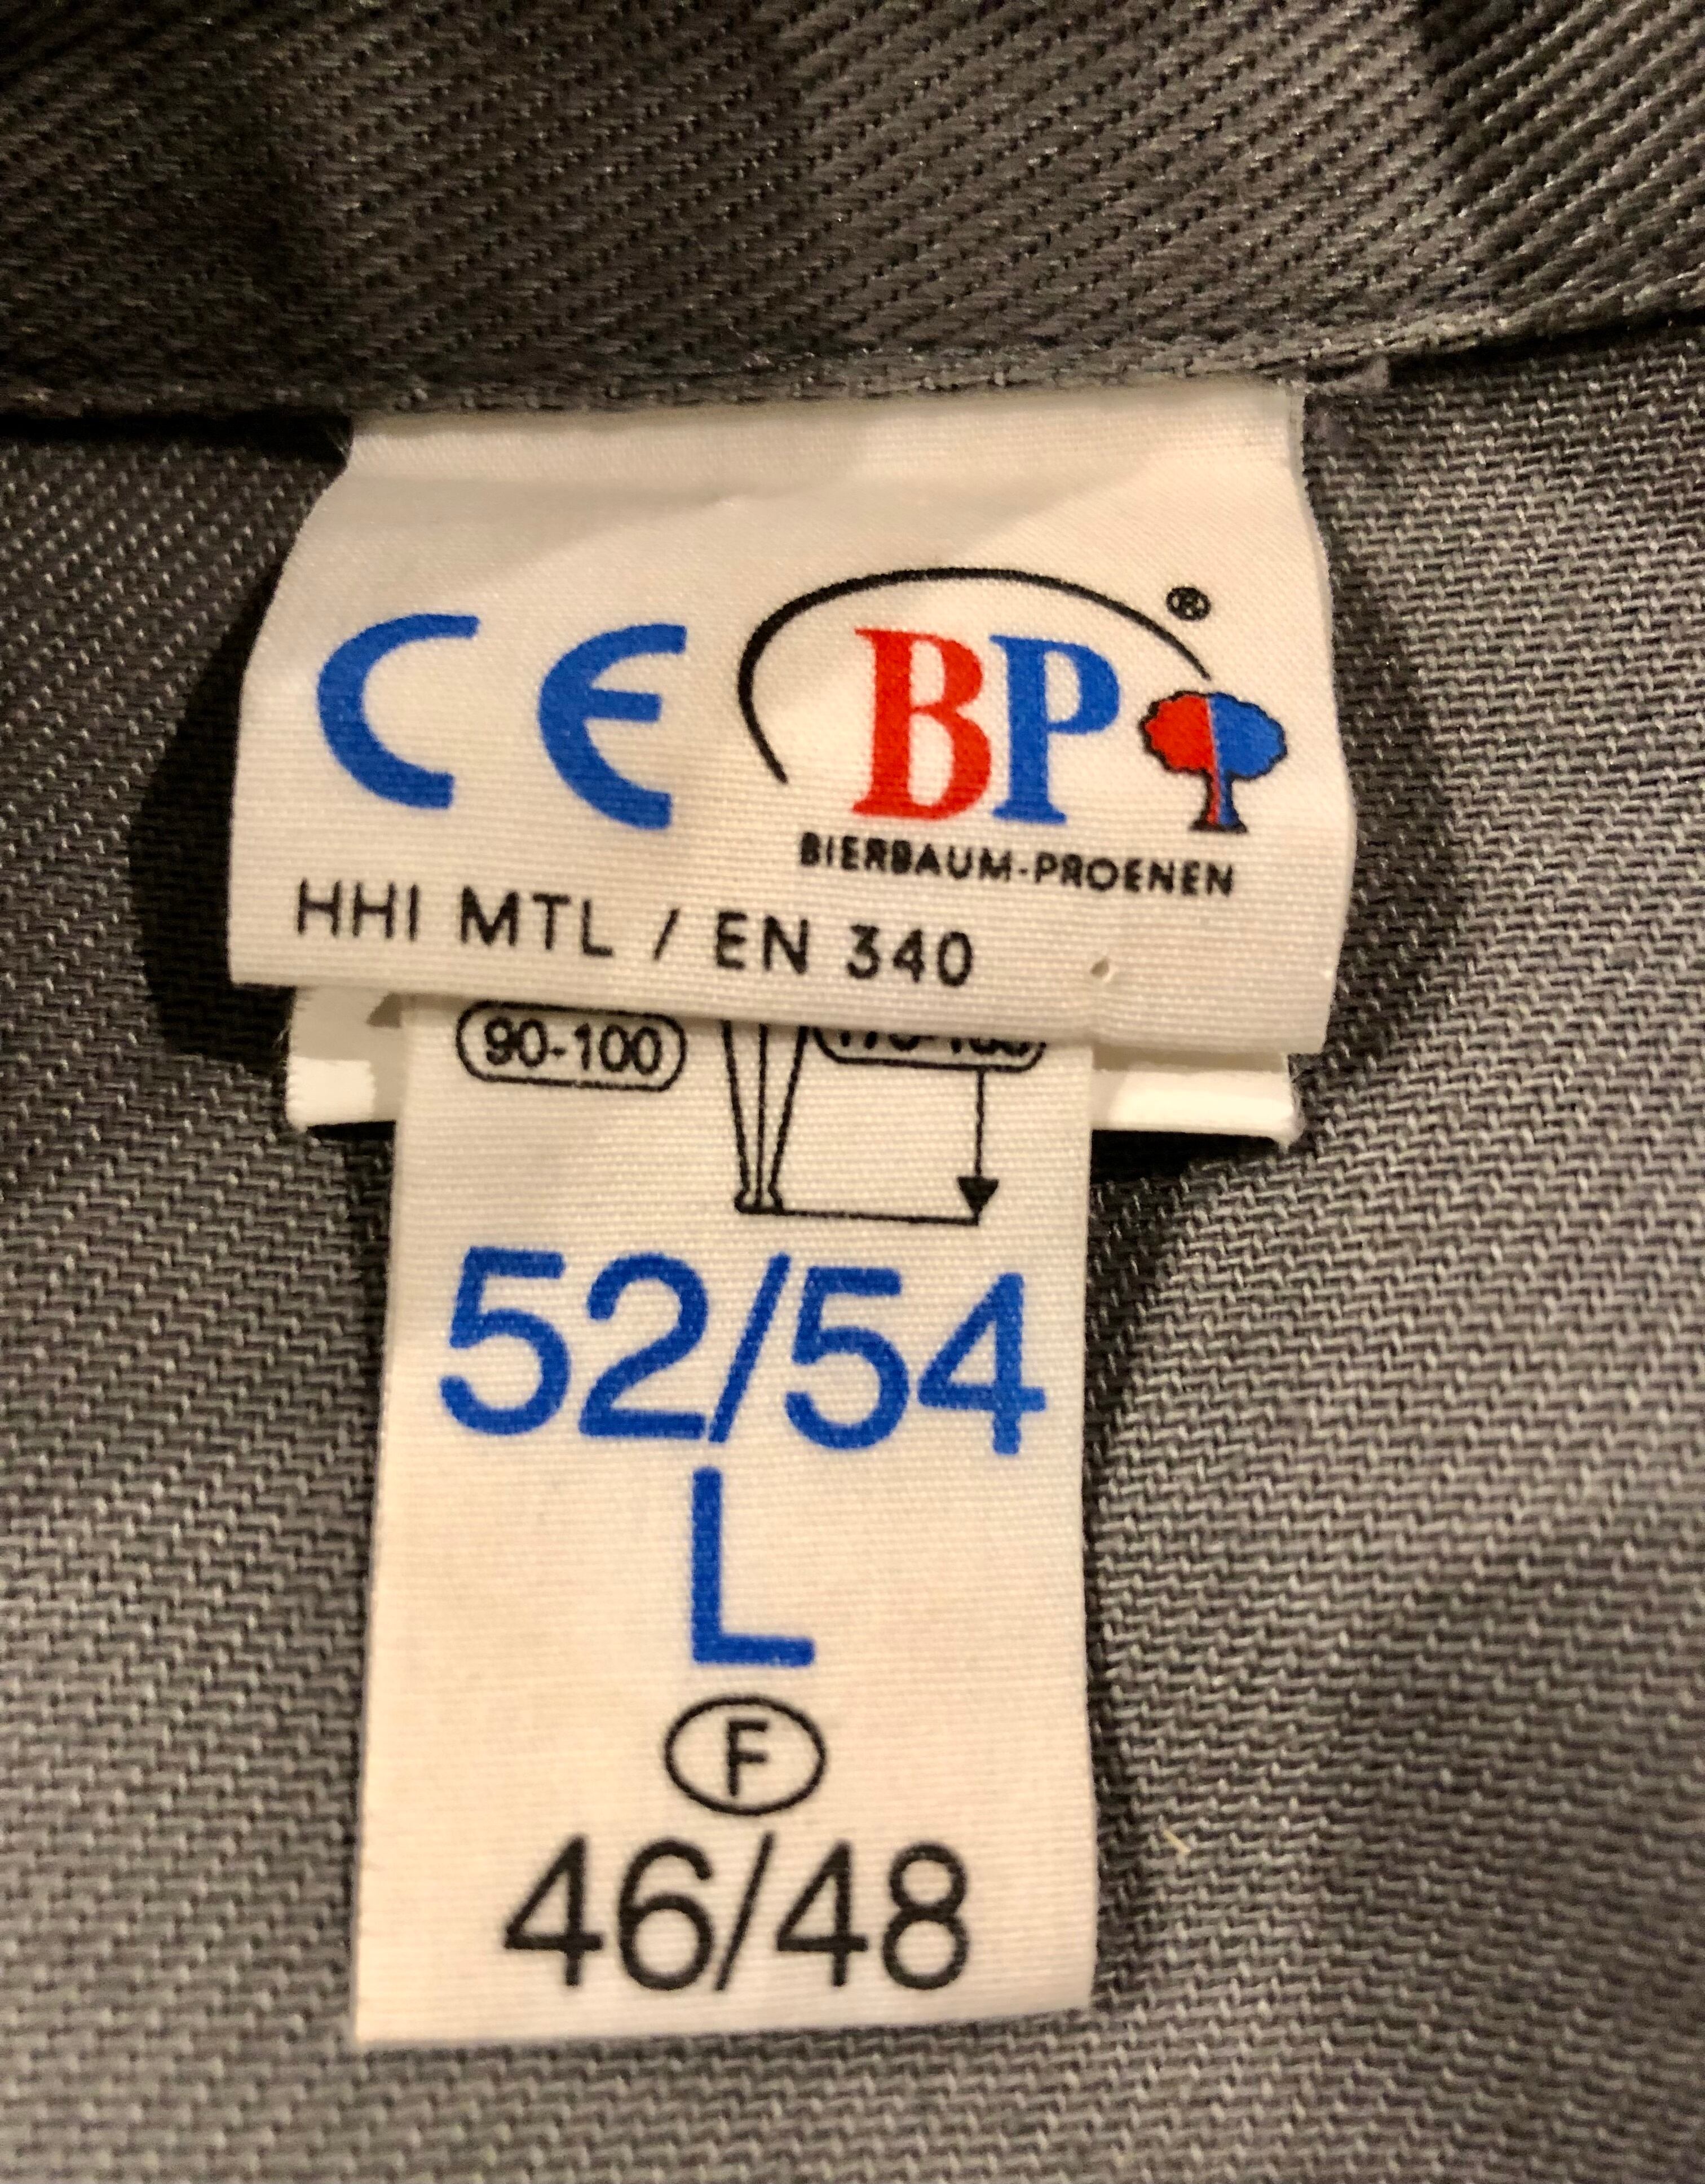 CE BP ®
BIERBAUM-PROENEN
HHI MTL / EN 340
90-100
52/54
L
F
46/48